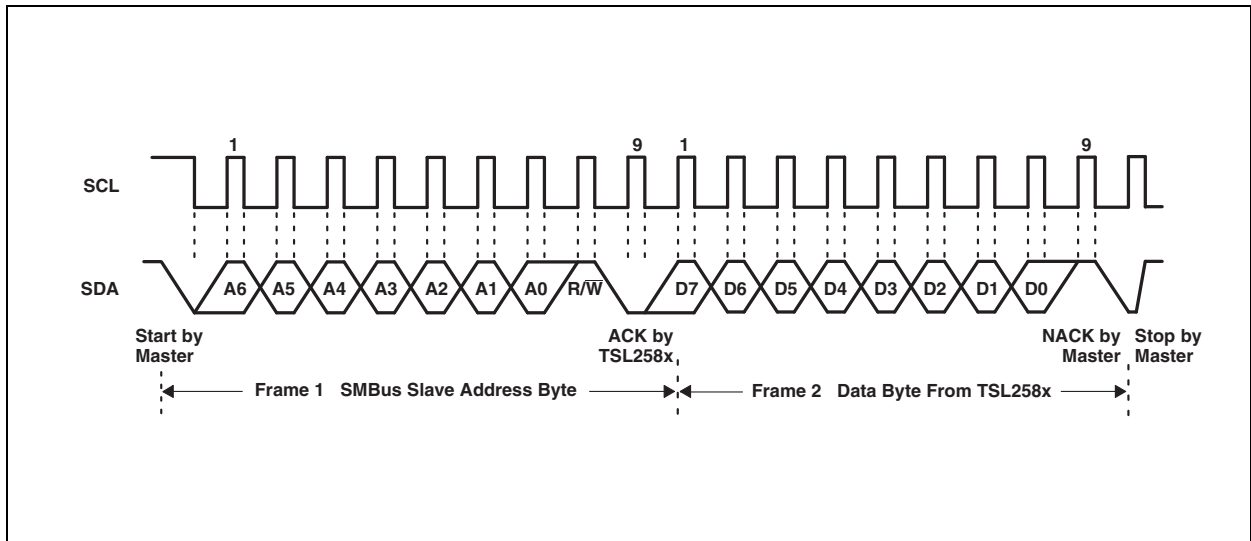 1 9 1 9
SCL
SDA A6 A5 A4 A3 A2 A1 A0 R/W̅ D7 D6 D5 D4 D3 D2 D1 D0
Start by Master
ACK by TSL258x
NACK by Master
Stop by Master
Frame 1 SMBus Slave Address Byte
Frame 2 Data Byte From TSL258x